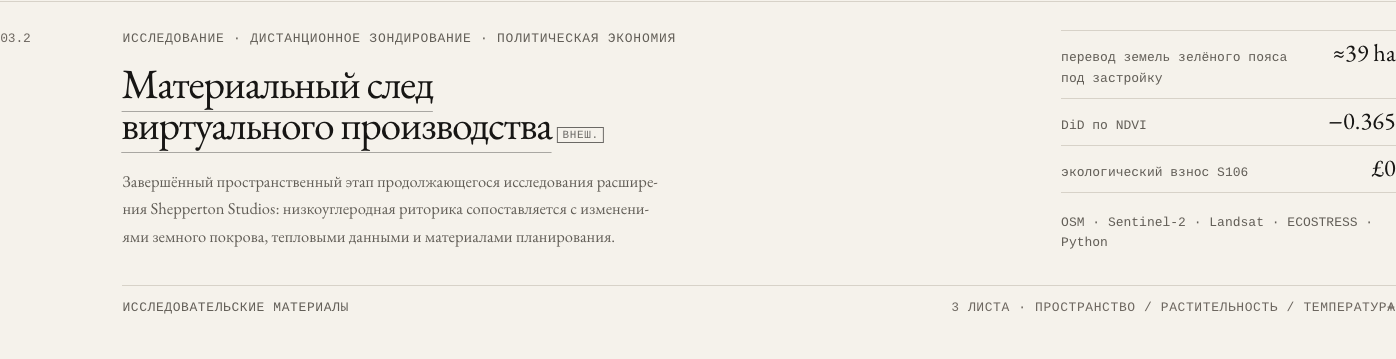 03.2
ИССЛЕДОВАНИЕ · ДИСТАНЦИОННОЕ ЗОНДИРОВАНИЕ · ПОЛИТИЧЕСКАЯ ЭКОНОМИЯ
Материальный след
виртуального производства ВНЕШ.
Завершённый пространственный этап продолжающегося исследования расшире-
ния Shepperton Studios: низкоуглеродная риторика сопоставляется с изменени-
ями земного покрова, тепловыми данными и материалами планирования.
перевод земель зелёного пояса
под застройку
≈39 ha
DiD по NDVI −0.365
экологический взнос S106 £0
OSM · Sentinel-2 · Landsat · ECOSTRESS ·
Python
ИССЛЕДОВАТЕЛЬСКИЕ МАТЕРИАЛЫ
3 ЛИСТА · ПРОСТРАНСТВО / РАСТИТЕЛЬНОСТЬ / ТЕМПЕРАТУРА